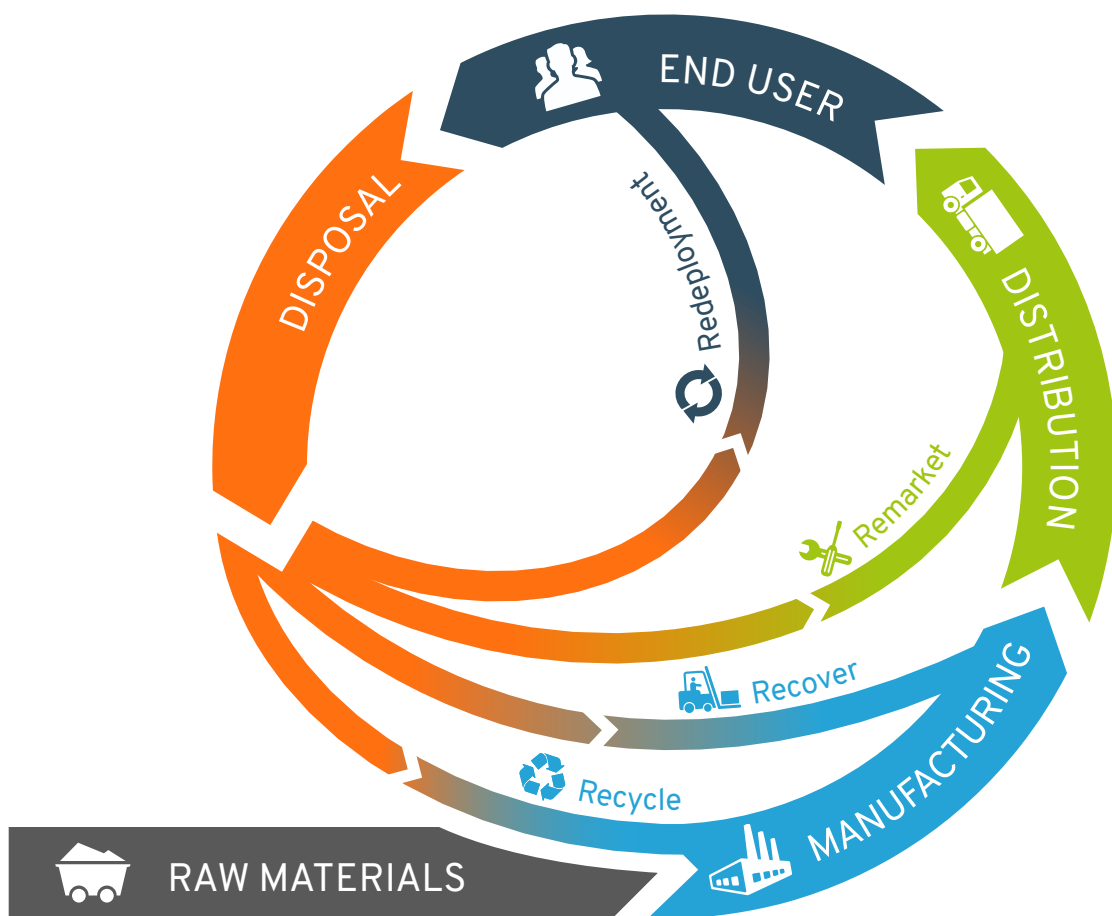 END USER
DISPOSAL
Redeployment
DISTRIBUTION
Remarket
Recover
Recycle
MANUFACTURING
RAW MATERIALS